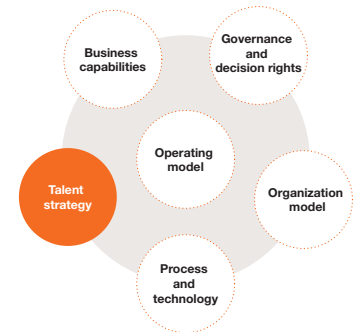 Business
capabilities
Governance
and
decision rights
Operating
model
Talent
strategy
Organization
model
Process
and
technology